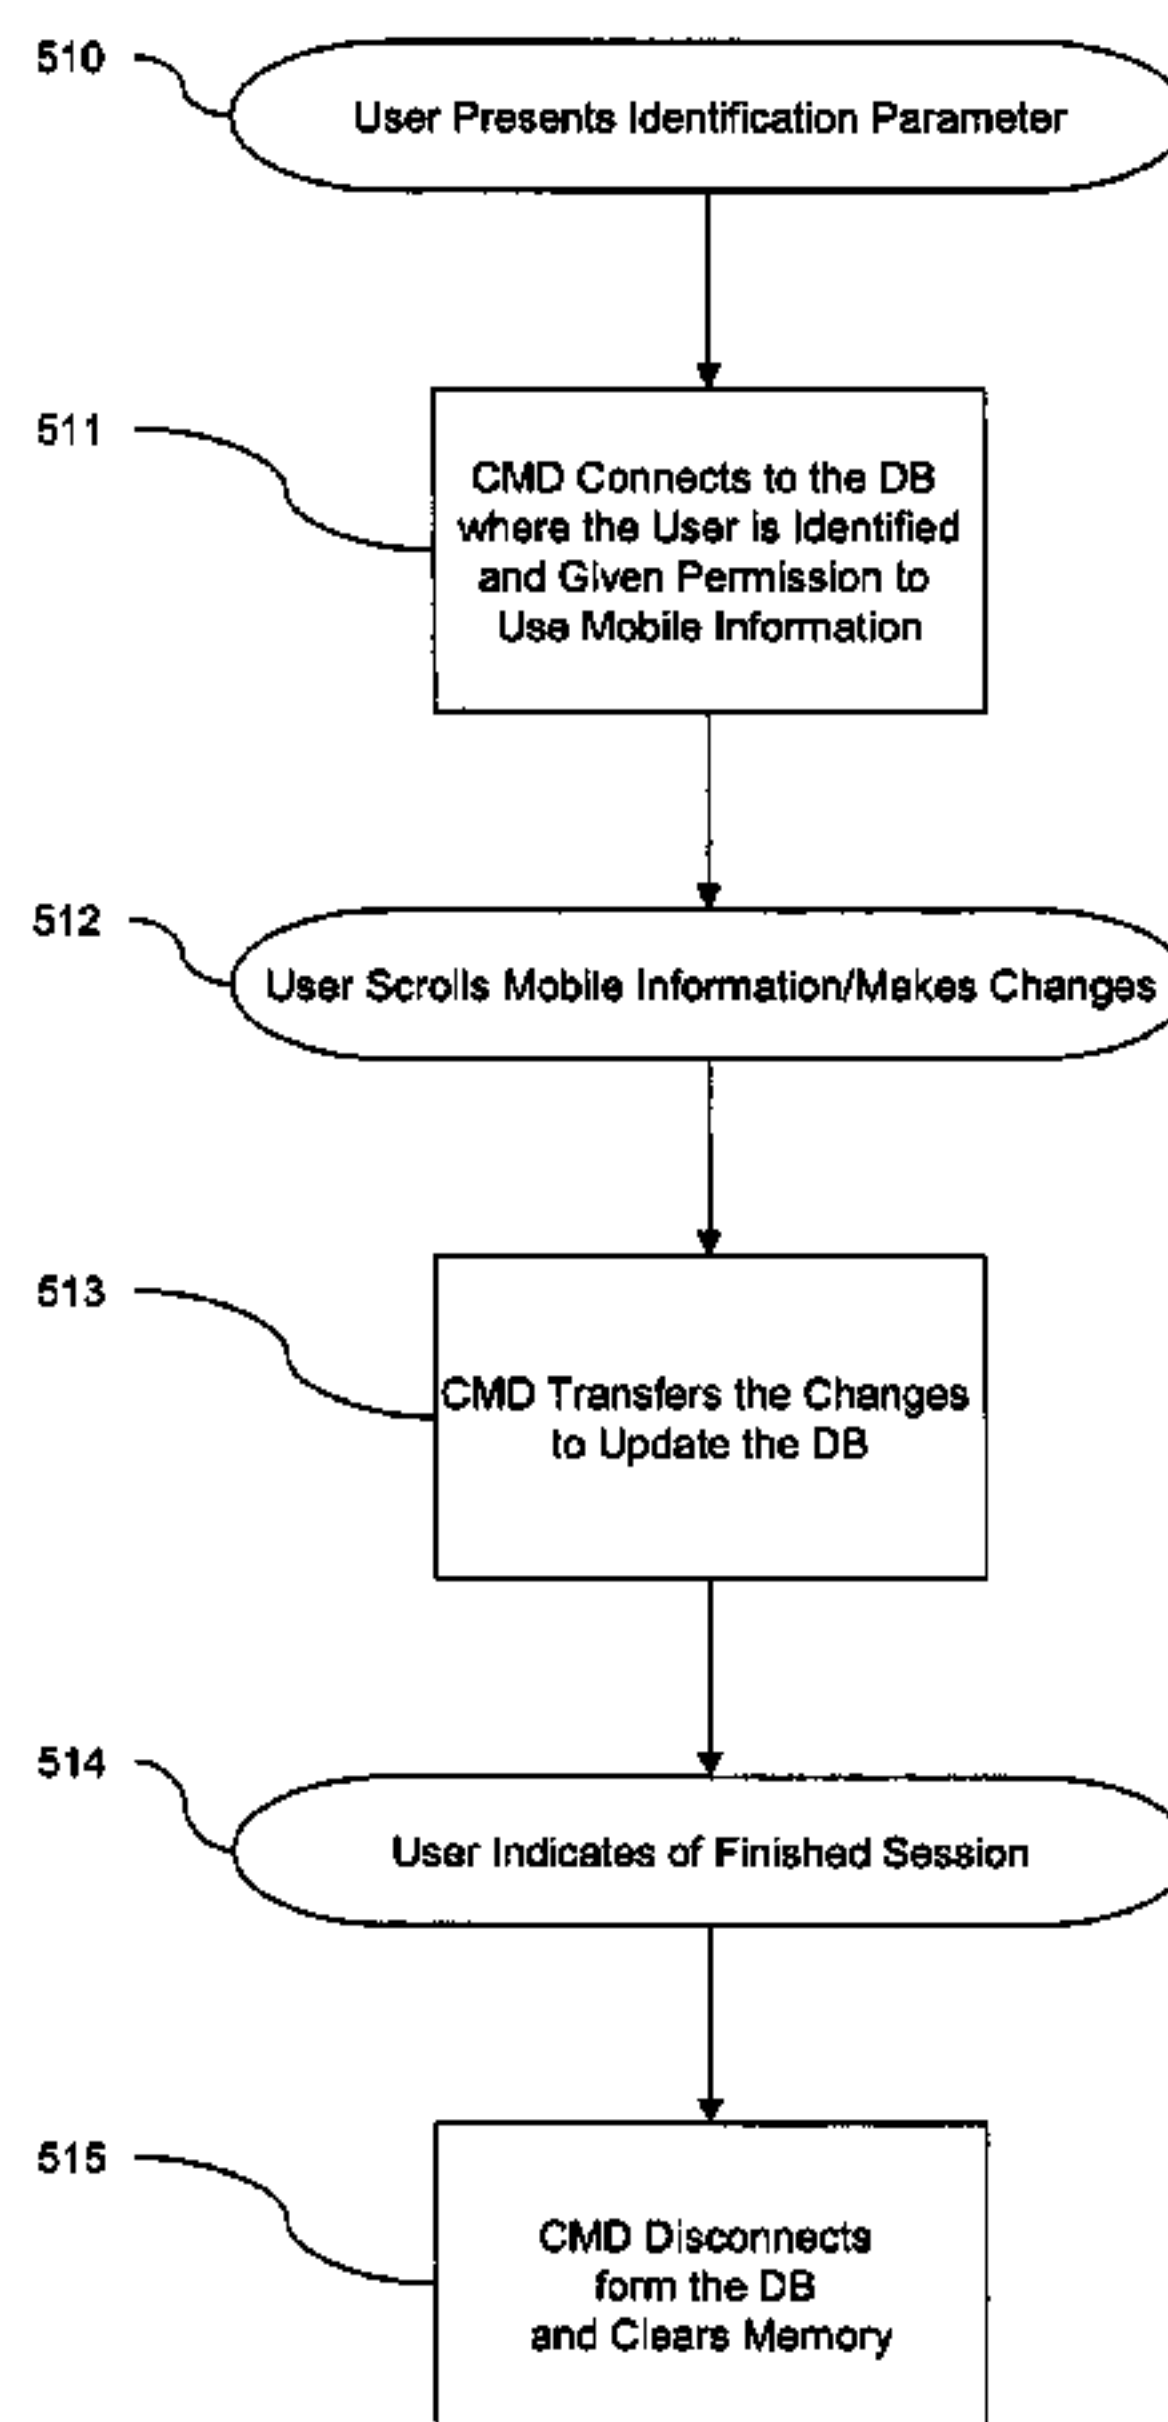 510
User Presents Identification Parameter
511
CMD Connects to the DB
where the User is Identified
and Given Permission to
Use Mobile Information
512
User Scrolls Mobile Information/Makes Changes
513
CMD Transfers the Changes
to Update the DB
514
User Indicates of Finished Session
515
CMD Disconnects
form the DB
and Clears Memory